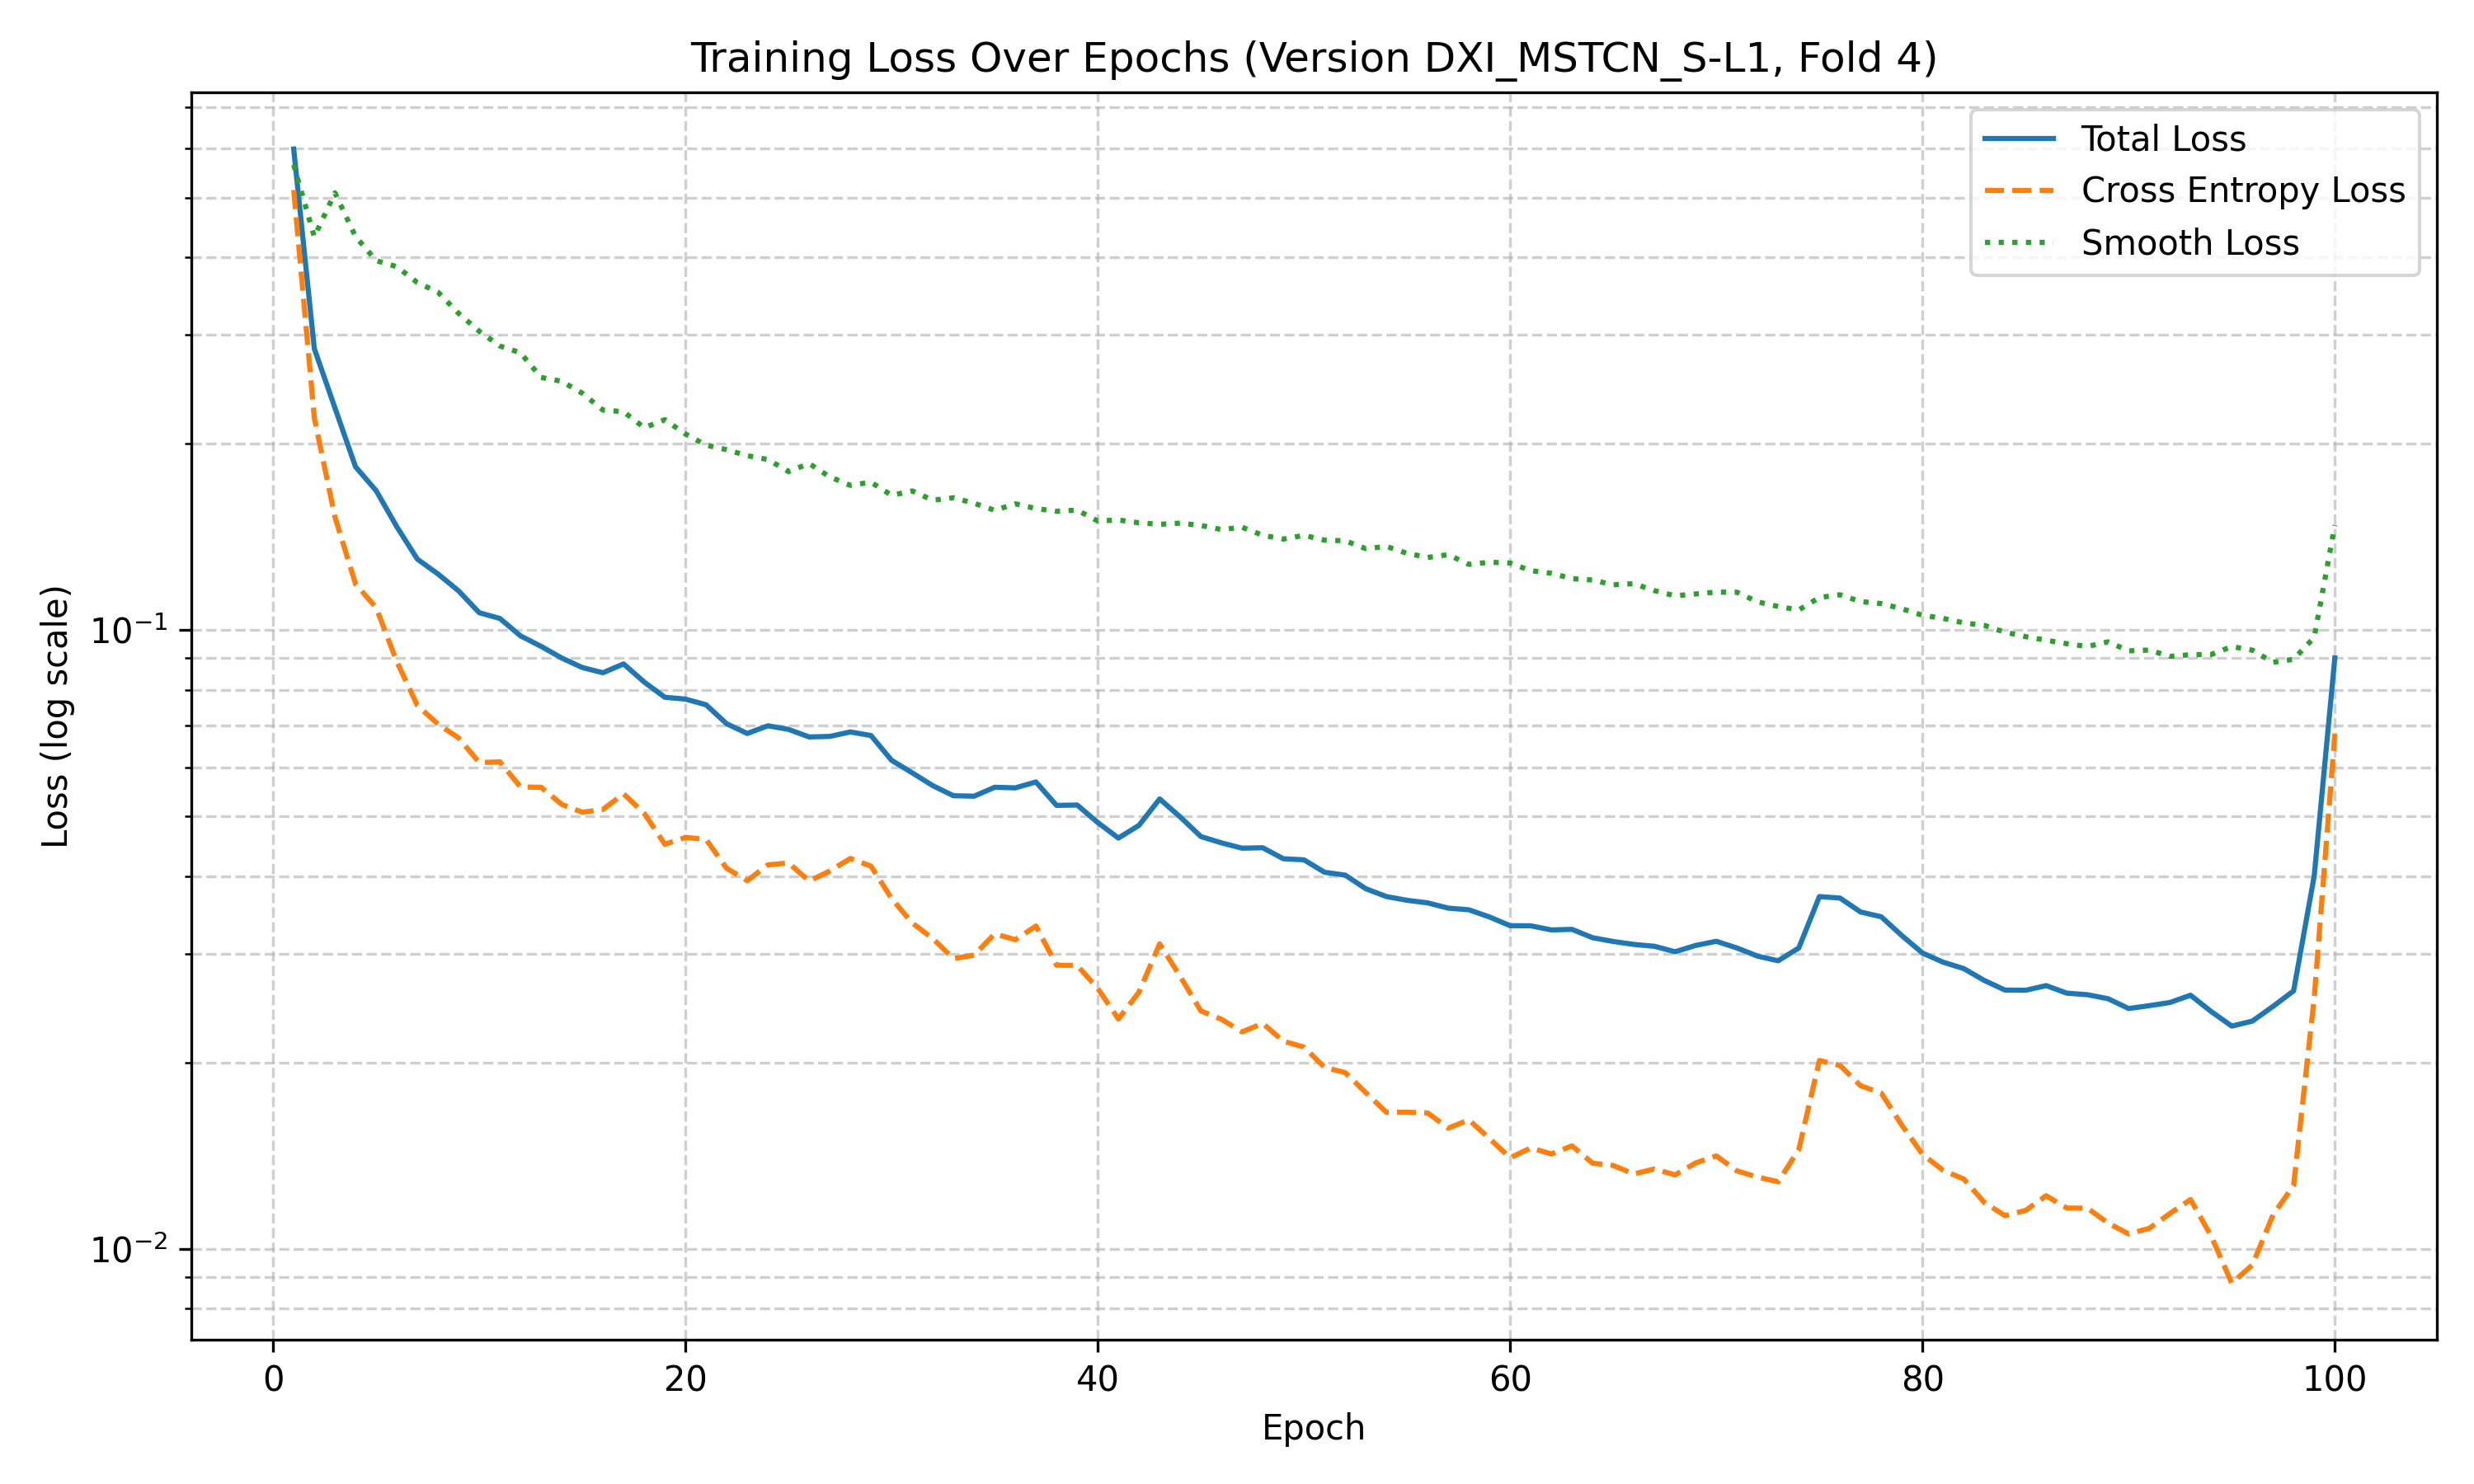 Training Loss Over Epochs (Version DXI_MSTCN_S-L1, Fold 4)
Total Loss
Cross Entropy Loss
Smooth Loss
Loss (log scale)
10⁻¹
10⁻²
0 20 40 60 80 100
Epoch